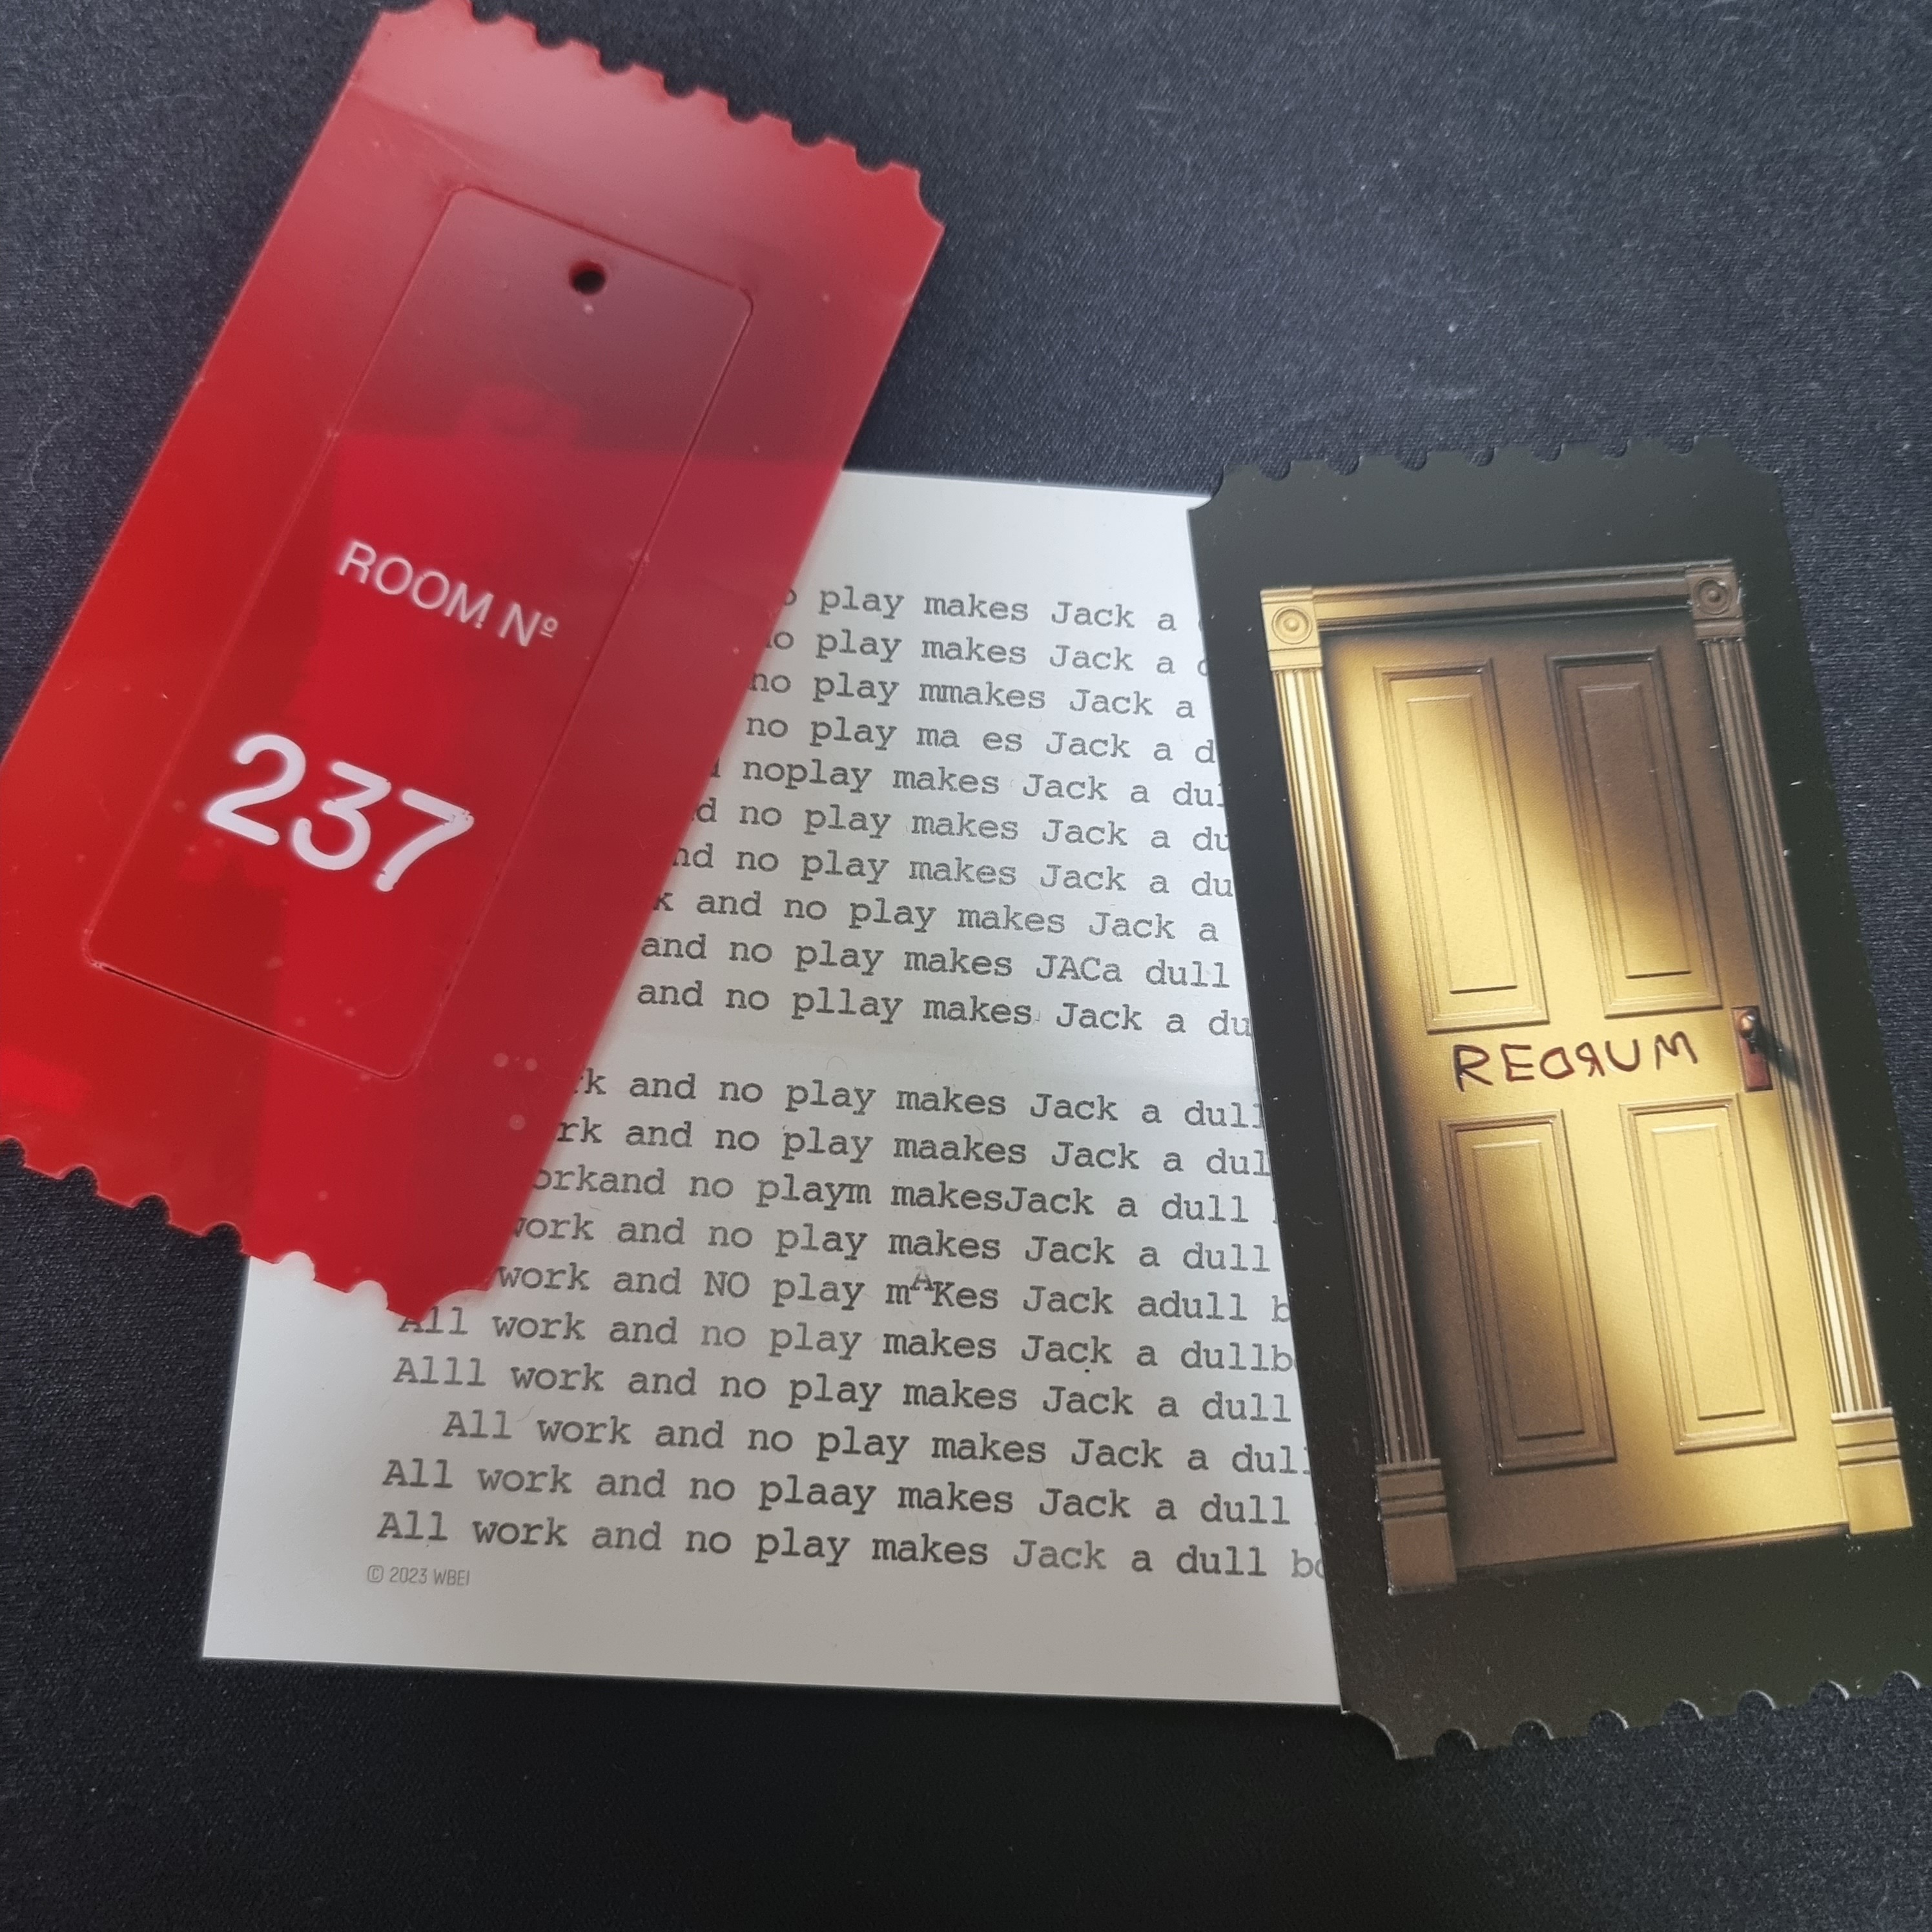 ROOM Nº
237
play makes Jack a
play makes Jack a
no play mmakes Jack a
no play ma es Jack a
noplay makes Jack a
no play makes Jack a
no play makes Jack a
and no play makes Jack a
and no play makes JACa dull
and no pllay makes Jack a
and no play makes Jack a dull
and no play maakes Jack a
no playm makesJack a dull
work and no play makes Jack a dull
work and NO play mAKes Jack adull
All work and no play makes Jack a
Alll work and no play makes Jack a dull
All work and no play makes Jack a
All work and no plaay makes Jack a dull
All work and no play makes Jack a dull
© 2023 WBEI
REDRUM